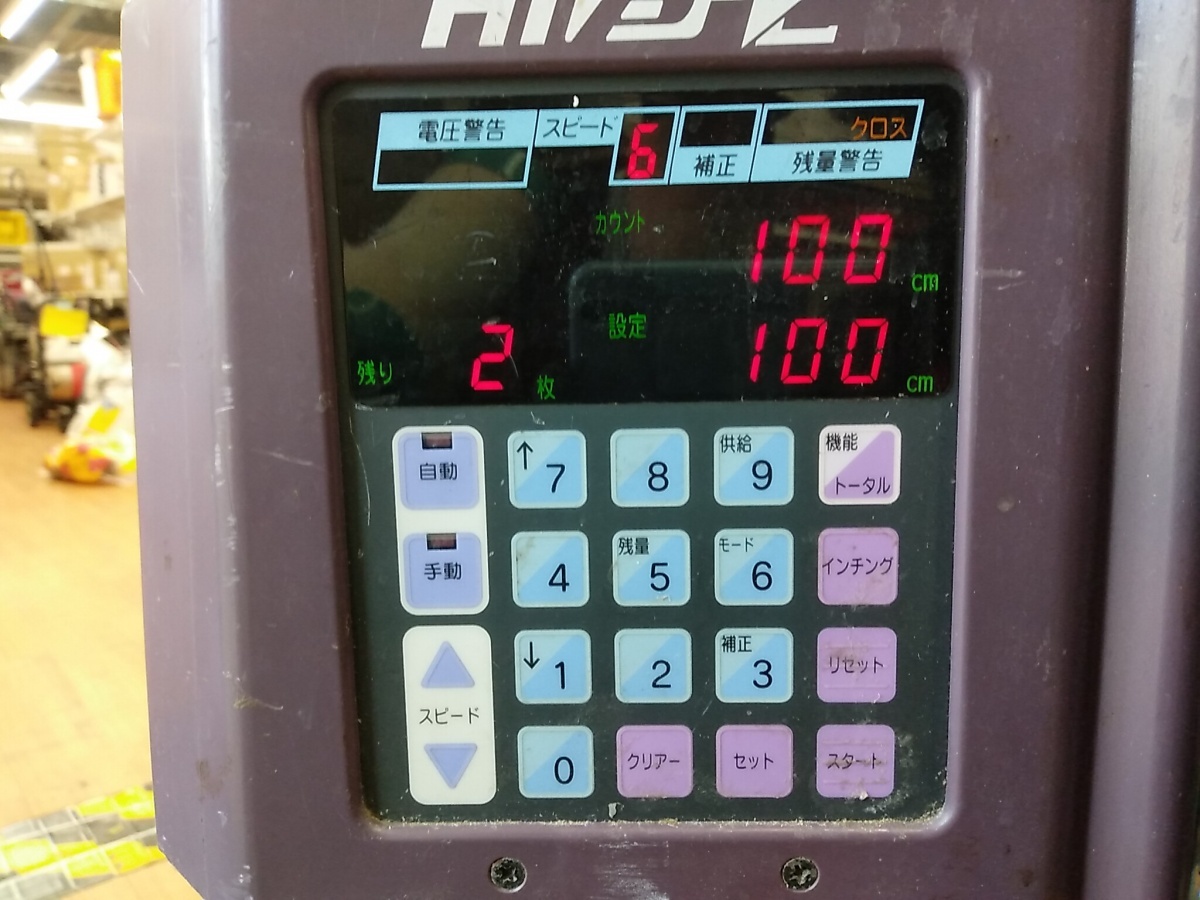 電圧警告 スピード 6 補正 クロス 残量警告
カウント 100 cm
設定 100 cm
残り 2 枚
自動 ↑ 7 8 供給 9 機能 トータル
手動 4 残量 5 モード 6 インチング
↓ 1 2 補正 3 リセット
スピード
0 クリアー セット スタート